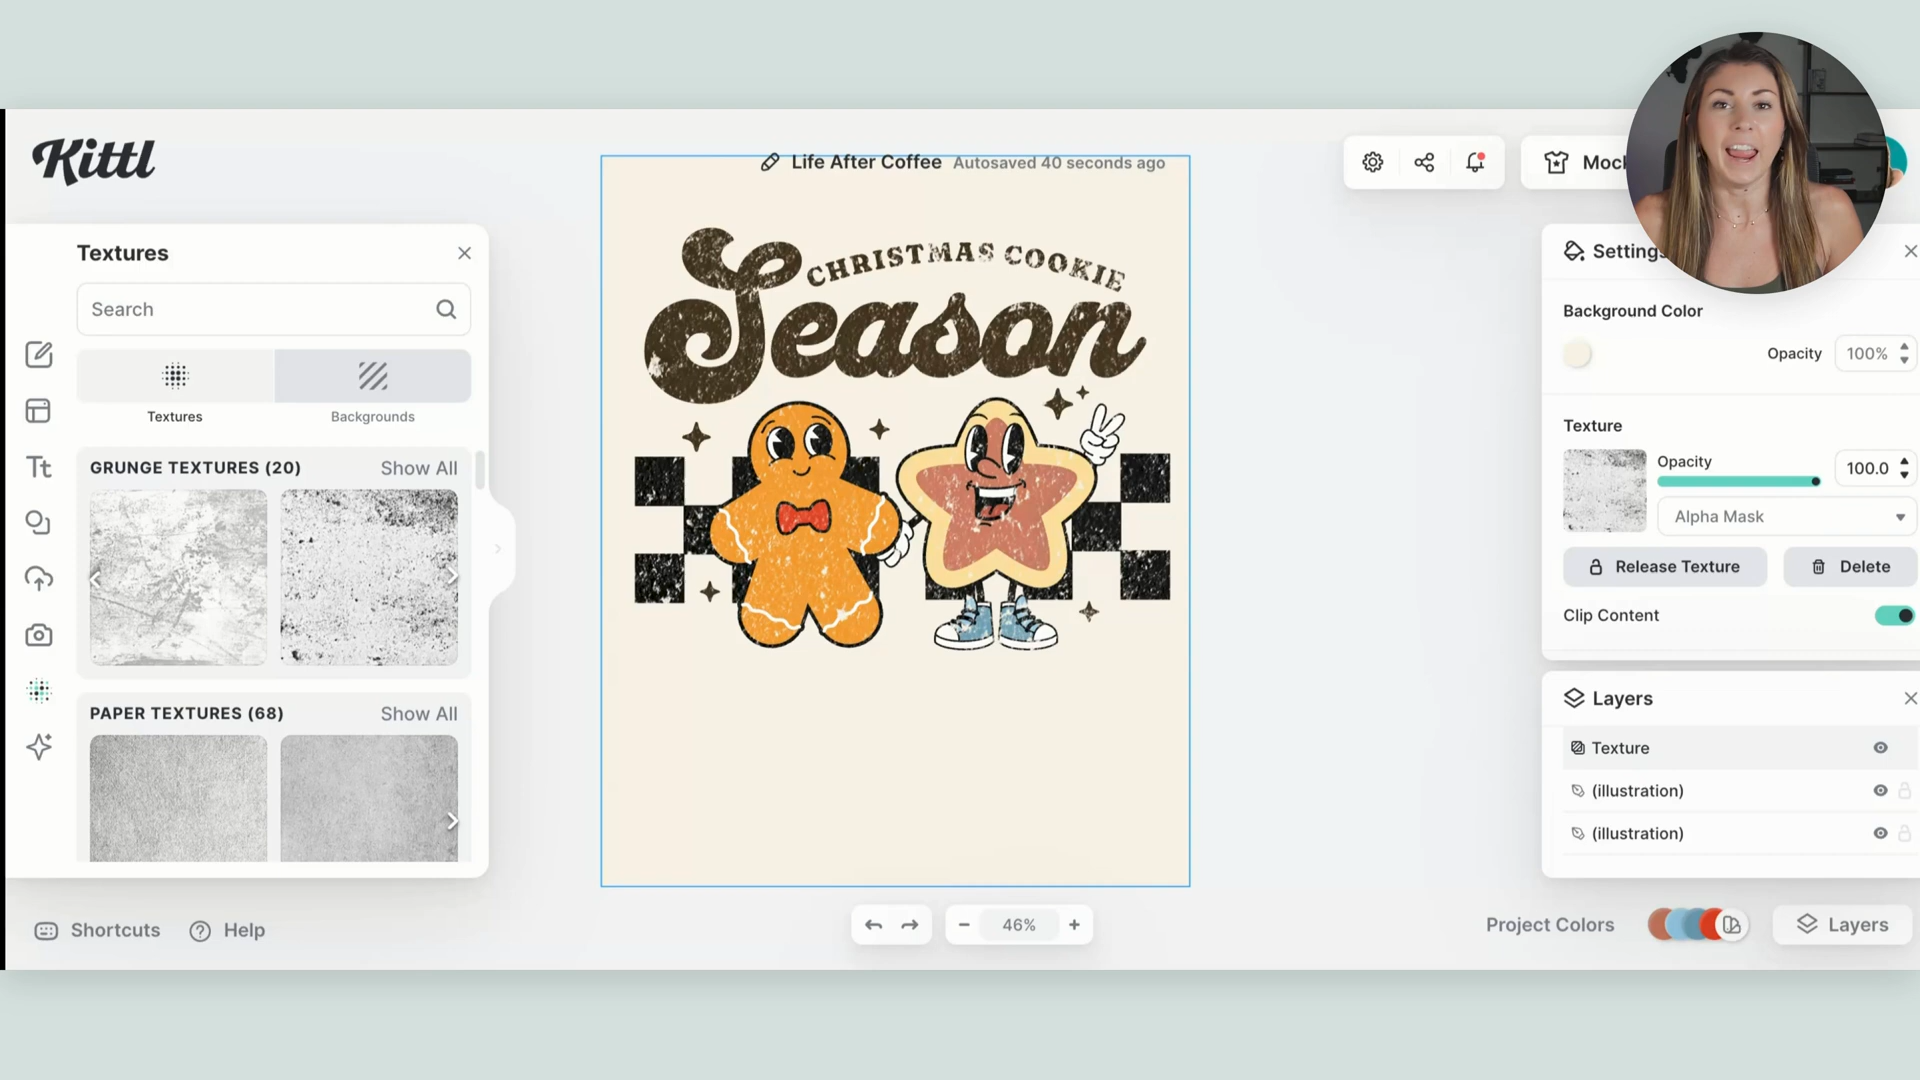 Kittl
Life After Coffee Autosaved 40 seconds ago
Textures
Search
Textures
Backgrounds
GRUNGE TEXTURES (20) Show All
PAPER TEXTURES (68) Show All
Shortcuts
Help
CHRISTMAS COOKIE
Season
46%
Mock
Settings
Background Color
Opacity 100%
Texture
Opacity 100.0
Alpha Mask
Release Texture
Delete
Clip Content
Layers
Texture
(illustration)
(illustration)
Project Colors
Layers